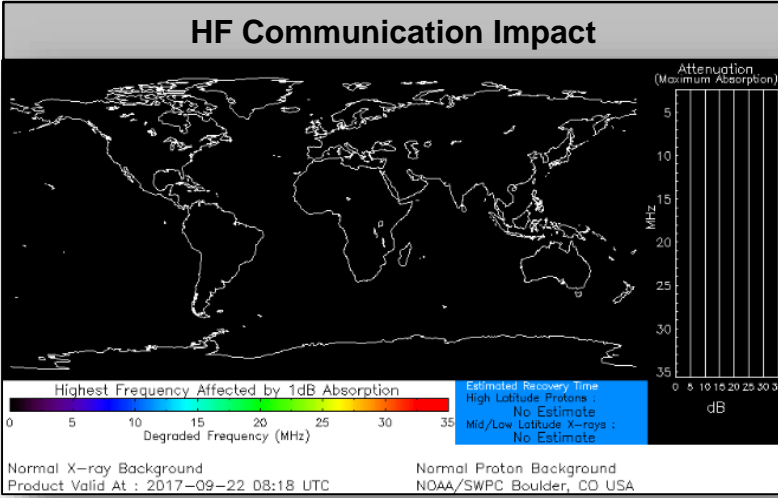 HF Communication Impact
Attenuation
(Maximum Absorption)
5
10
15
20
25
30
35
MHz
0 5 10 15 20 25 30 3
dB
Highest Frequency Affected by 1dB Absorption
0 5 10 15 20 25 30 35
Degraded Frequency (MHz)
Estimated Recovery Time
High Latitude Protons :
No Estimate
Mid/Low Latitude X-rays :
No Estimate
Normal X-ray Background
Product Valid At : 2017-09-22 08:18 UTC
Normal Proton Background
NOAA/SWPC Boulder, CO USA